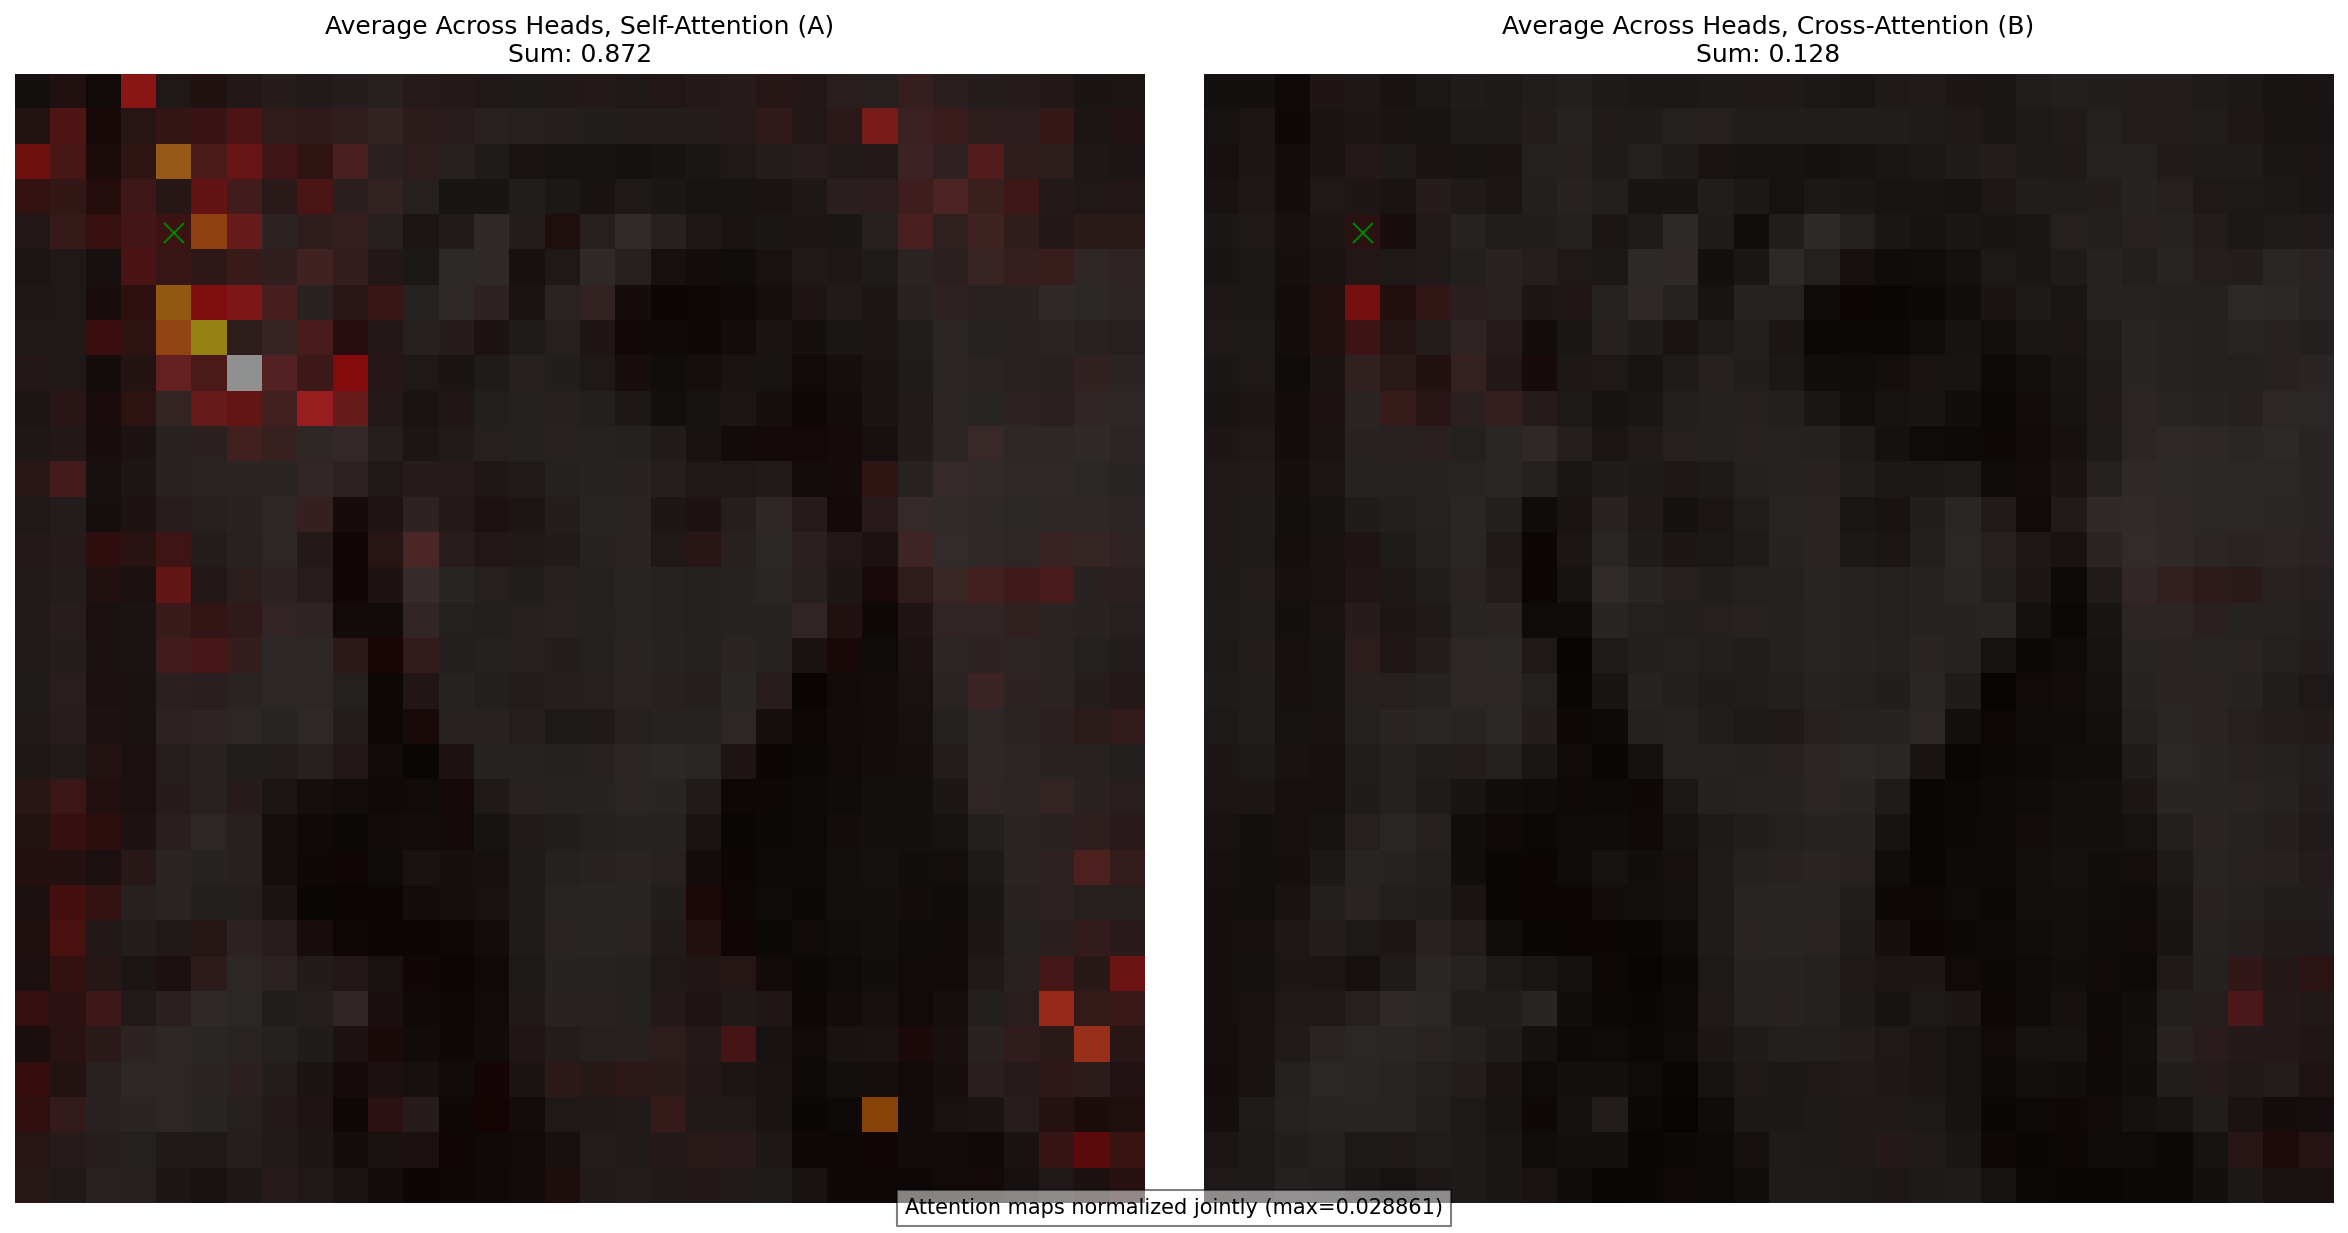 Average Across Heads, Self-Attention (A)
Sum: 0.872
Average Across Heads, Cross-Attention (B)
Sum: 0.128
Attention maps normalized jointly (max=0.028861)